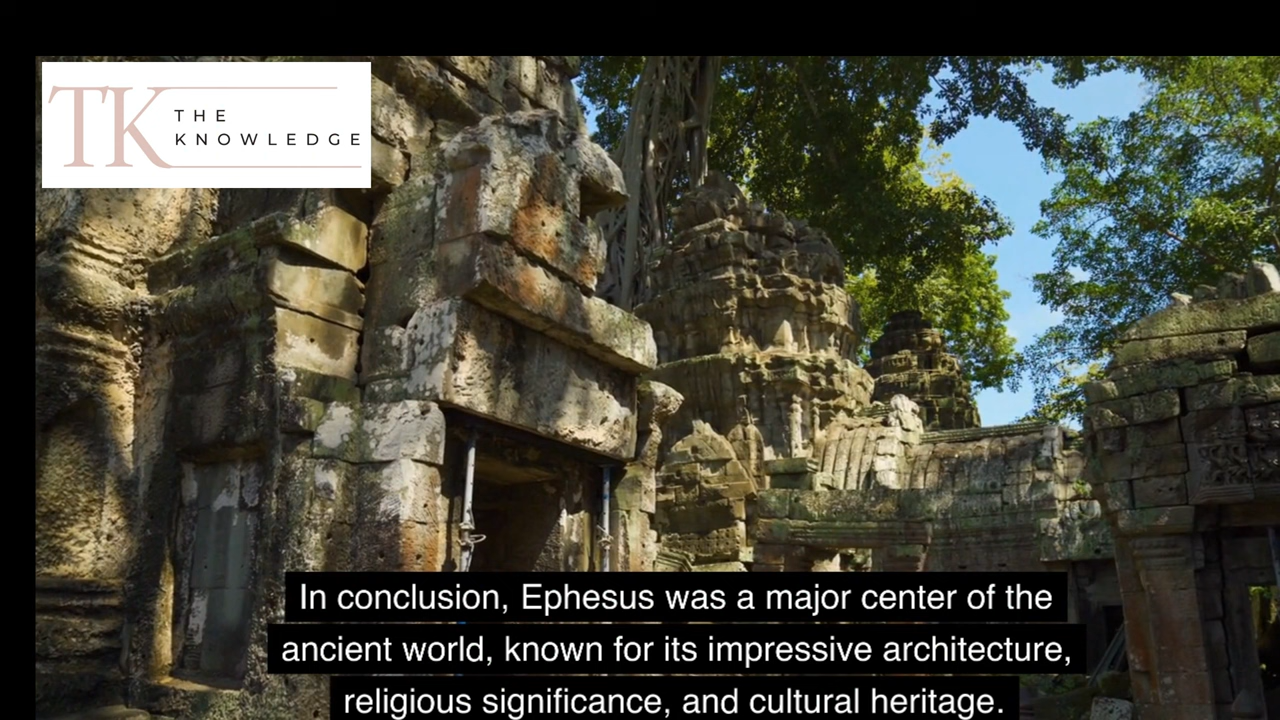 TK THE
KNOWLEDGE
In conclusion, Ephesus was a major center of the
ancient world, known for its impressive architecture,
religious significance, and cultural heritage.